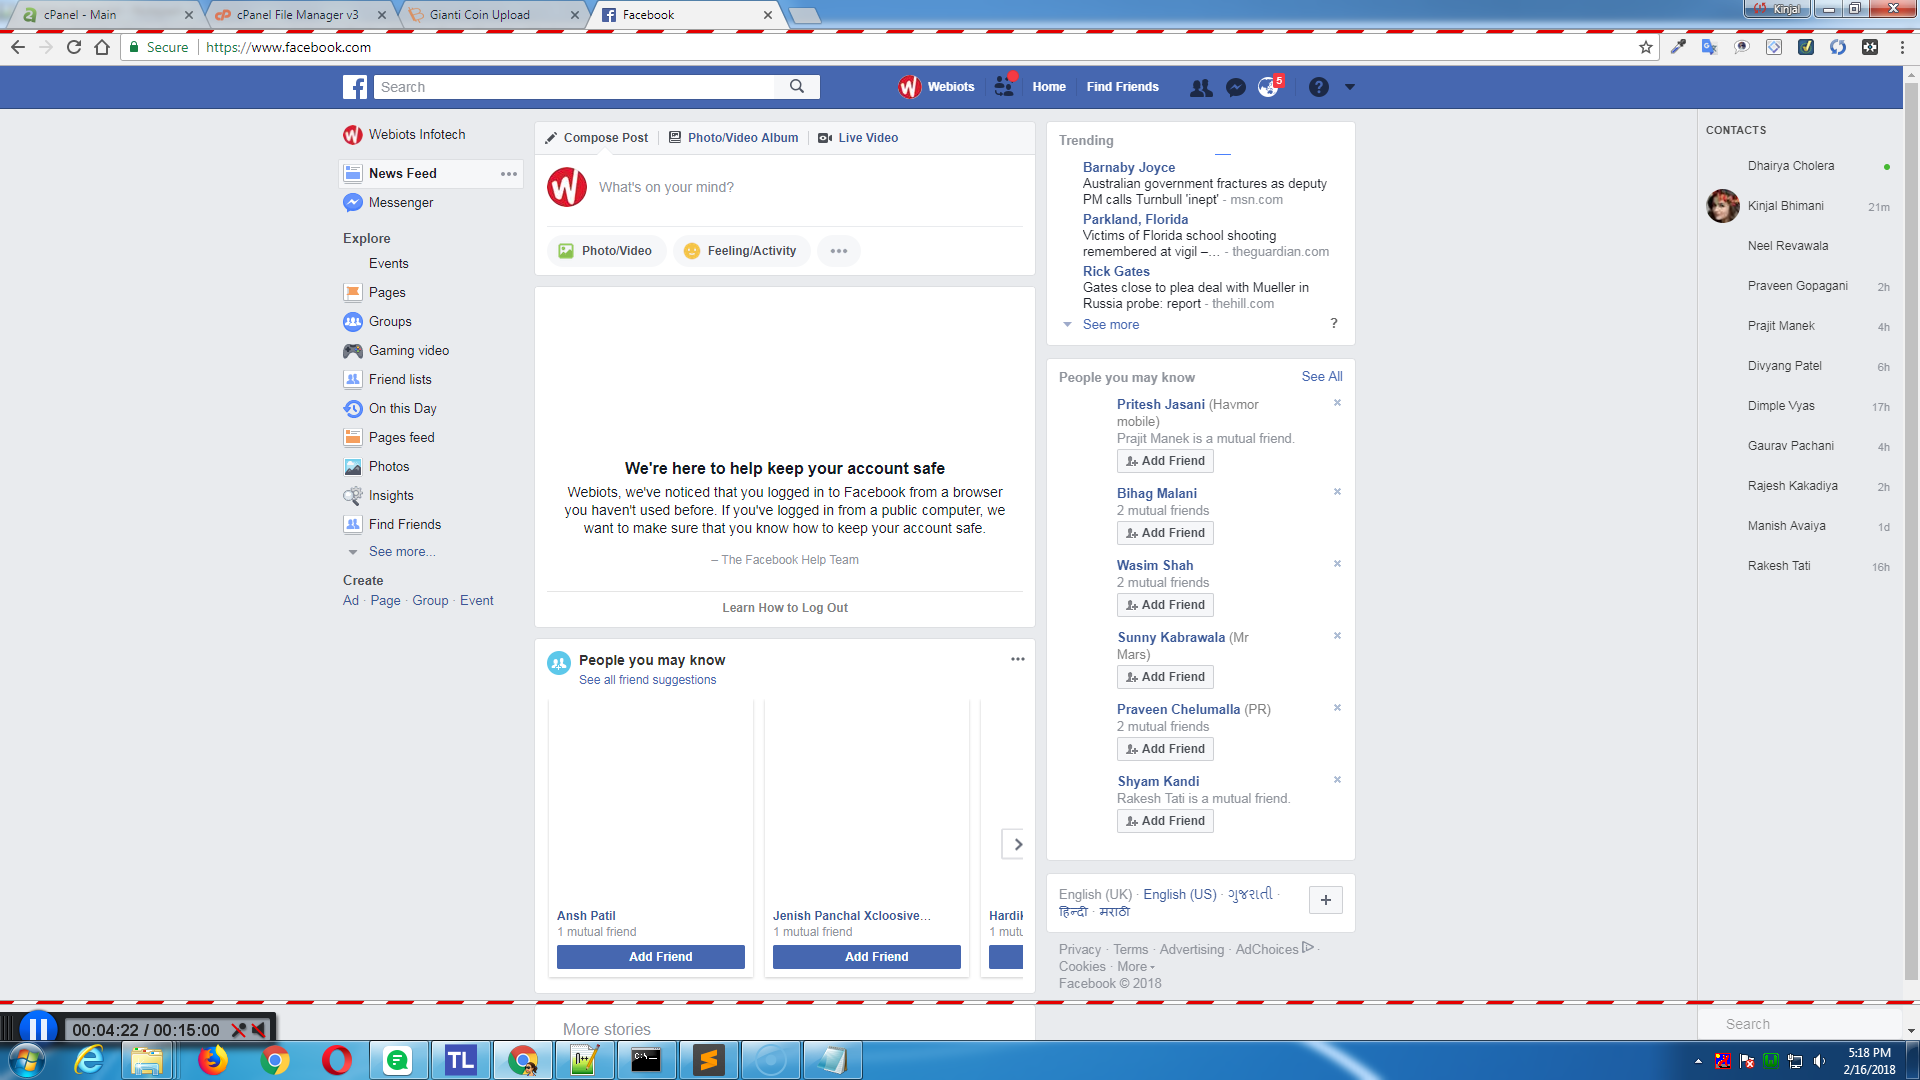 cPanel - Main
cPanel File Manager v3
Gianti Coin Upload
Facebook
Kinjal
Secure
https://www.facebook.com
Search
Webiots
Home
Find Friends
5
Webiots Infotech
News Feed
Messenger
Explore
Events
Pages
Groups
Gaming video
Friend lists
On this Day
Pages feed
Photos
Insights
Find Friends
See more...
Create
Ad · Page · Group · Event
Compose Post
Photo/Video Album
Live Video
What's on your mind?
Photo/Video
Feeling/Activity
We're here to help keep your account safe
Webiots, we've noticed that you logged in to Facebook from a browser
you haven't used before. If you've logged in from a public computer, we
want to make sure that you know how to keep your account safe.
– The Facebook Help Team
Learn How to Log Out
People you may know
See all friend suggestions
Ansh Patil
1 mutual friend
Add Friend
Jenish Panchal Xcloosive...
1 mutual friend
Add Friend
Hardik
1 mutu
More stories
Trending
Barnaby Joyce
Australian government fractures as deputy
PM calls Turnbull 'inept' - msn.com
Parkland, Florida
Victims of Florida school shooting
remembered at vigil –... - theguardian.com
Rick Gates
Gates close to plea deal with Mueller in
Russia probe: report - thehill.com
See more
?
People you may know
See All
Pritesh Jasani (Havmor
mobile)
Prajit Manek is a mutual friend.
Add Friend
Bihag Malani
2 mutual friends
Add Friend
Wasim Shah
2 mutual friends
Add Friend
Sunny Kabrawala (Mr
Mars)
Add Friend
Praveen Chelumalla (PR)
2 mutual friends
Add Friend
Shyam Kandi
Rakesh Tati is a mutual friend.
Add Friend
English (UK) · English (US) · ગુજરાતી ·
हिन्दी · मराठी
Privacy · Terms · Advertising · AdChoices ·
Cookies · More
Facebook © 2018
CONTACTS
Dhairya Cholera
Kinjal Bhimani 21m
Neel Revawala
Praveen Gopagani 2h
Prajit Manek 4h
Divyang Patel 6h
Dimple Vyas 17h
Gaurav Pachani 4h
Rajesh Kakadiya 2h
Manish Avaiya 1d
Rakesh Tati 16h
Search
00:04:22 / 00:15:00
TL
5:18 PM
2/16/2018